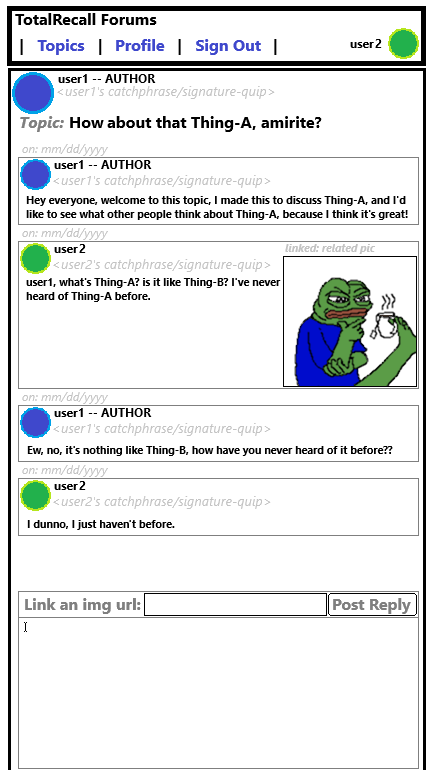 TotalRecall Forums
| Topics | Profile | Sign Out |
user2
user1 -- AUTHOR
<user1's catchphrase/signature-quip>
Topic: How about that Thing-A, amirite?
on: mm/dd/yyyy
user1 -- AUTHOR
<user1's catchphrase/signature-quip>
Hey everyone, welcome to this topic, I made this to discuss Thing-A, and I'd
like to see what other people think about Thing-A, because I think it's great!
on: mm/dd/yyyy
user2
<user2's catchphrase/signature-quip>
user1, what's Thing-A? is it like Thing-B? I've never
heard of Thing-A before.
linked: related pic
on: mm/dd/yyyy
user1 -- AUTHOR
<user1's catchphrase/signature-quip>
Ew, no, it's nothing like Thing-B, how have you never heard of it before??
on: mm/dd/yyyy
user2
<user2's catchphrase/signature-quip>
I dunno, I just haven't before.
Link an img url:
Post Reply